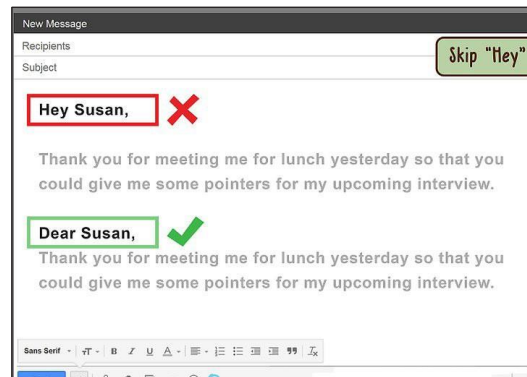 New Message
Recipients
Skip "Hey"
Subject
Hey Susan,
Thank you for meeting me for lunch yesterday so that you
could give me some pointers for my upcoming interview.
Dear Susan,
Thank you for meeting me for lunch yesterday so that you
could give me some pointers for my upcoming interview.
Sans Serif
B I U A